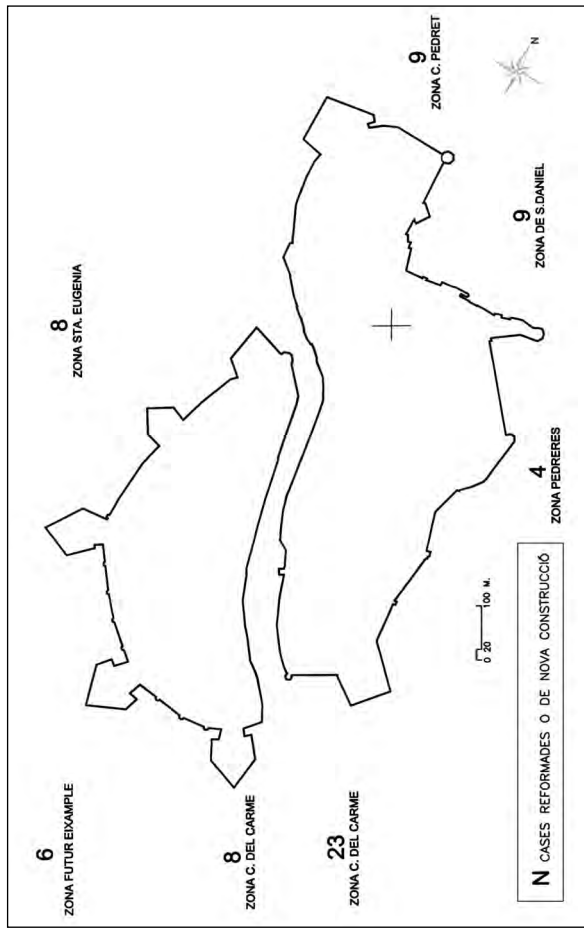 6
ZONA FUTUR EIXAMPLE
8
ZONA STA. EUGENIA
8
ZONA C. DEL CARME
23
ZONA C. DEL CARME
9
ZONA C. PEDRET
N
9
ZONA DE S.DANIEL
4
ZONA PEDRERES
0 20 100 M.
N CASES REFORMADES O DE NOVA CONSTRUCCIÓ